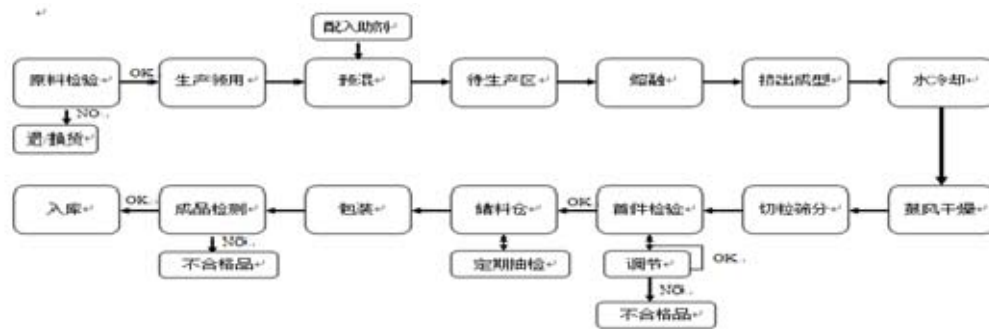 配入助剂
原料检验 OK 生产领用 预混 待生产区 熔融 挤出成型 水冷却
NO..
退/换货
入库 OK.. 成品检测 包装 储料仓 OK 首件检验 切粒筛分 鼓风干燥
NO.. OK..
不合格品 定期抽检 调节
NO..
不合格品